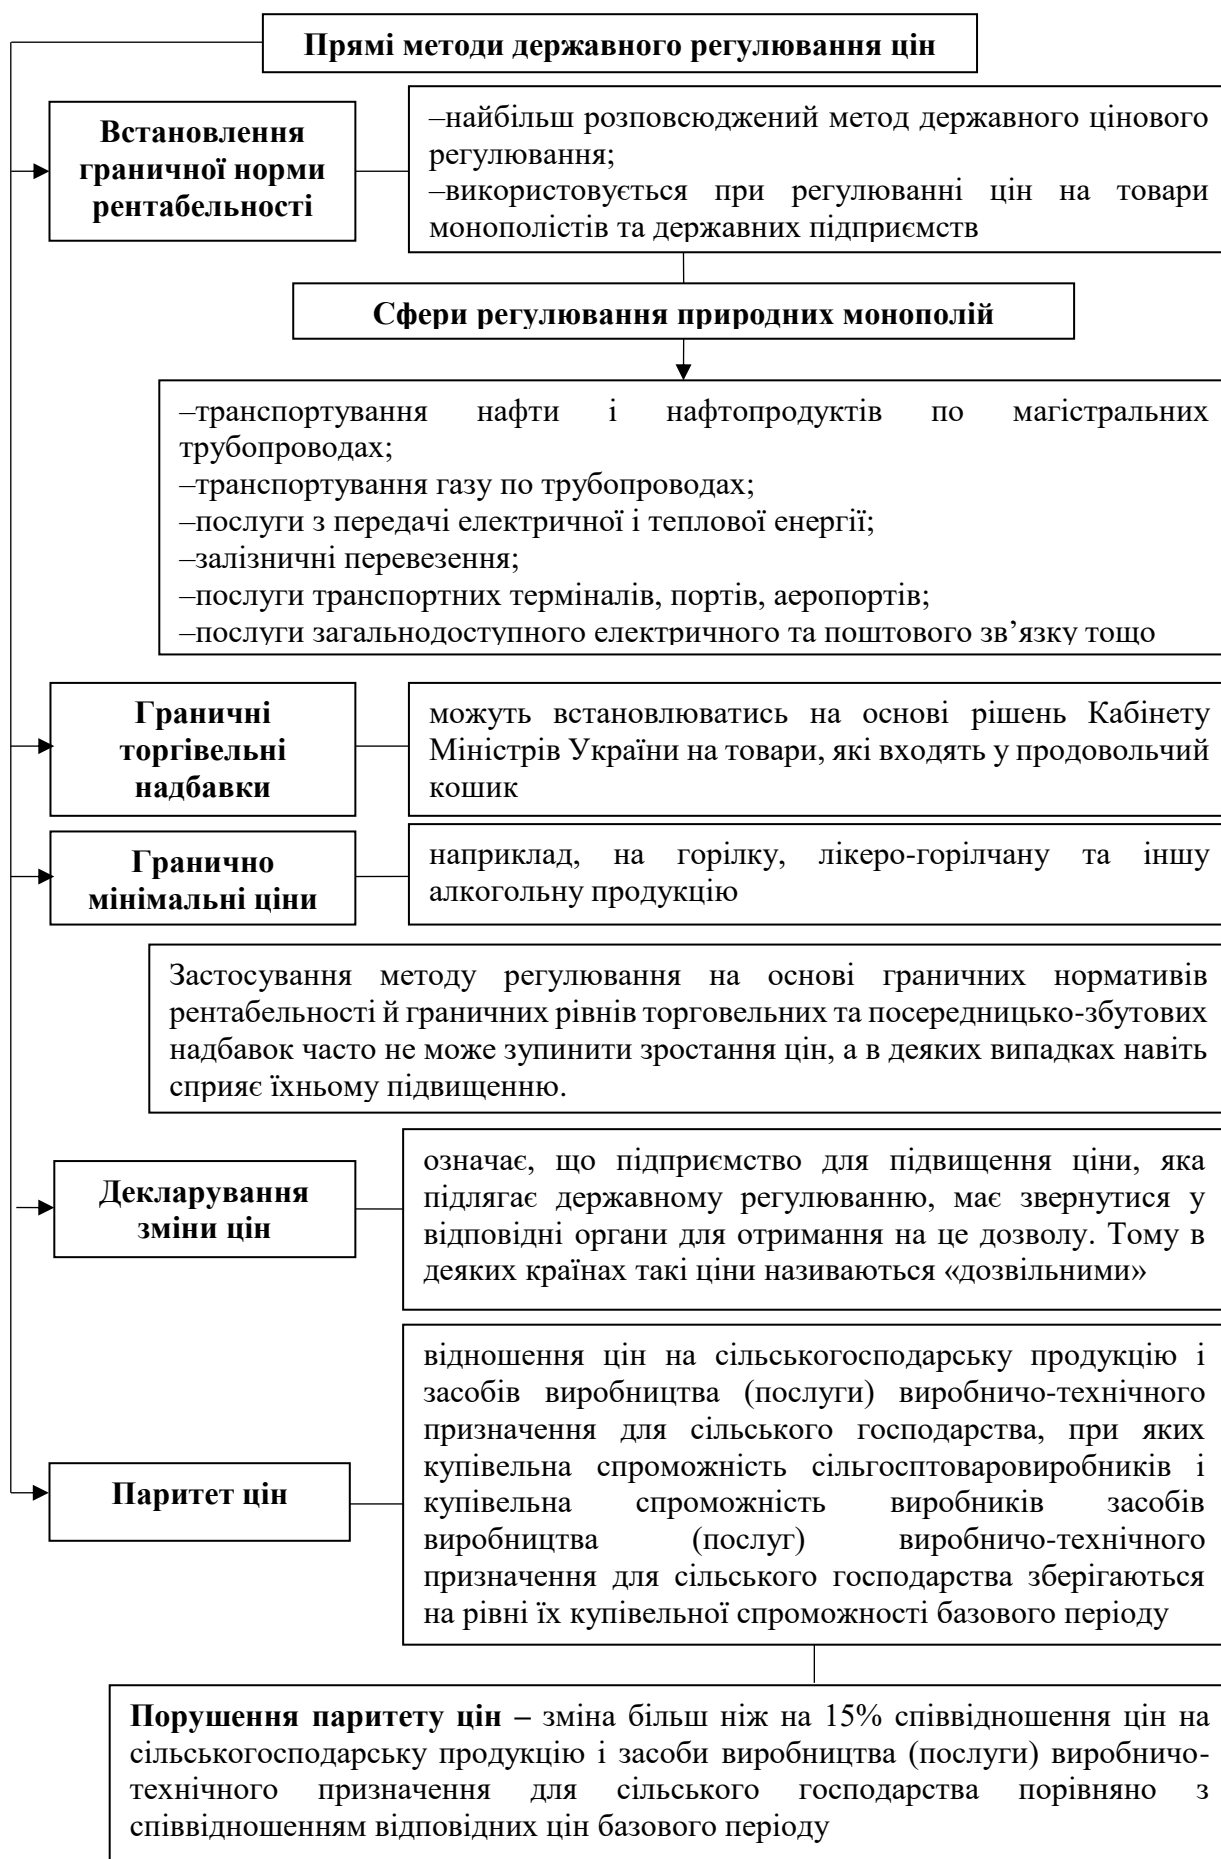 Прямі методи державного регулювання цін
Встановлення
граничної норми
рентабельності
–найбільш розповсюджений метод державного цінового
регулювання;
–використовується при регулюванні цін на товари
монополістів та державних підприємств
Сфери регулювання природних монополій
–транспортування нафти і нафтопродуктів по магістральних
трубопроводах;
–транспортування газу по трубопроводах;
–послуги з передачі електричної і теплової енергії;
–залізничні перевезення;
–послуги транспортних терміналів, портів, аеропортів;
–послуги загальнодоступного електричного та поштового зв’язку тощо
Граничні
торгівельні
надбавки
можуть встановлюватись на основі рішень Кабінету
Міністрів України на товари, які входять у продовольчий
кошик
Гранично
мінімальні ціни
наприклад, на горілку, лікеро-горілчану та іншу
алкогольну продукцію
Застосування методу регулювання на основі граничних нормативів
рентабельності й граничних рівнів торговельних та посередницько-збутових
надбавок часто не може зупинити зростання цін, а в деяких випадках навіть
сприяє їхньому підвищенню.
Декларування
зміни цін
означає, що підприємство для підвищення ціни, яка
підлягає державному регулюванню, має звернутися у
відповідні органи для отримання на це дозволу. Тому в
деяких країнах такі ціни називаються «дозвільними»
Паритет цін
відношення цін на сільськогосподарську продукцію і
засобів виробництва (послуги) виробничо-технічного
призначення для сільського господарства, при яких
купівельна спроможність сільгосптоваровиробників і
купівельна спроможність виробників засобів
виробництва (послуг) виробничо-технічного
призначення для сільського господарства зберігаються
на рівні їх купівельної спроможності базового періоду
Порушення паритету цін – зміна більш ніж на 15% співвідношення цін на
сільськогосподарську продукцію і засоби виробництва (послуги) виробничо-
технічного призначення для сільського господарства порівняно з
співвідношенням відповідних цін базового періоду